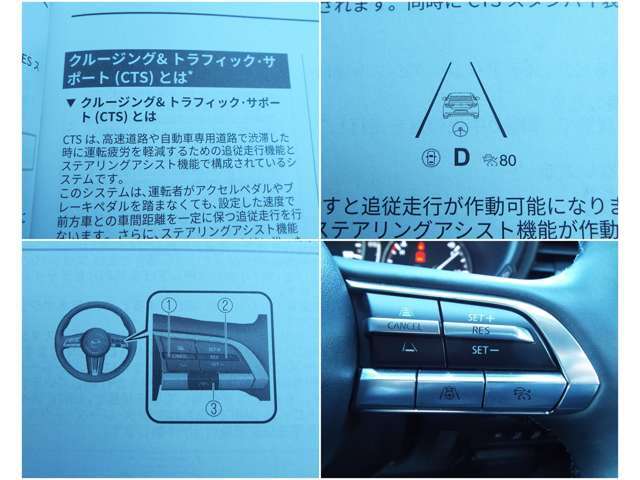 ES ス
クルージング& トラフィック･サ
ポート (CTS) とは*
▼ クルージング& トラフィック･サポー
ト (CTS) とは
CTS は、高速道路や自動車専用道路で渋滞した
時に運転疲労を軽減するための追従走行機能と
ステアリングアシスト機能で構成されているシ
ステムです。
このシステムは、運転者がアクセルペダルやブ
レーキペダルを踏まなくても、設定した速度で
前方車との車間距離を一定に保つ追従走行を行
ないます。さらに、ステアリングアシスト機能
されます。同時に CTS スタンバイ表
D 80
すと追従走行が作動可能になりま
ステアリングアシスト機能が作動
① ②
CANCEL SET+
RES
SET−
③
SET+
CANCEL RES
SET−